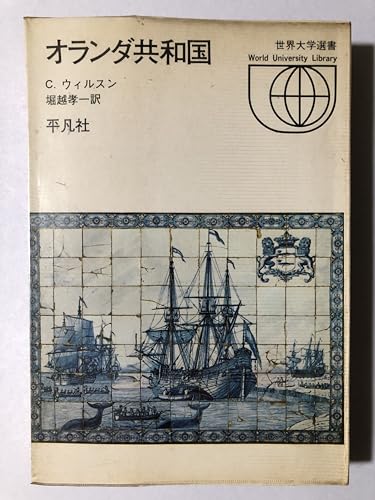 オランダ共和国
C. ウィルスン
堀越孝一訳
平凡社
世界大学選書
World University Library